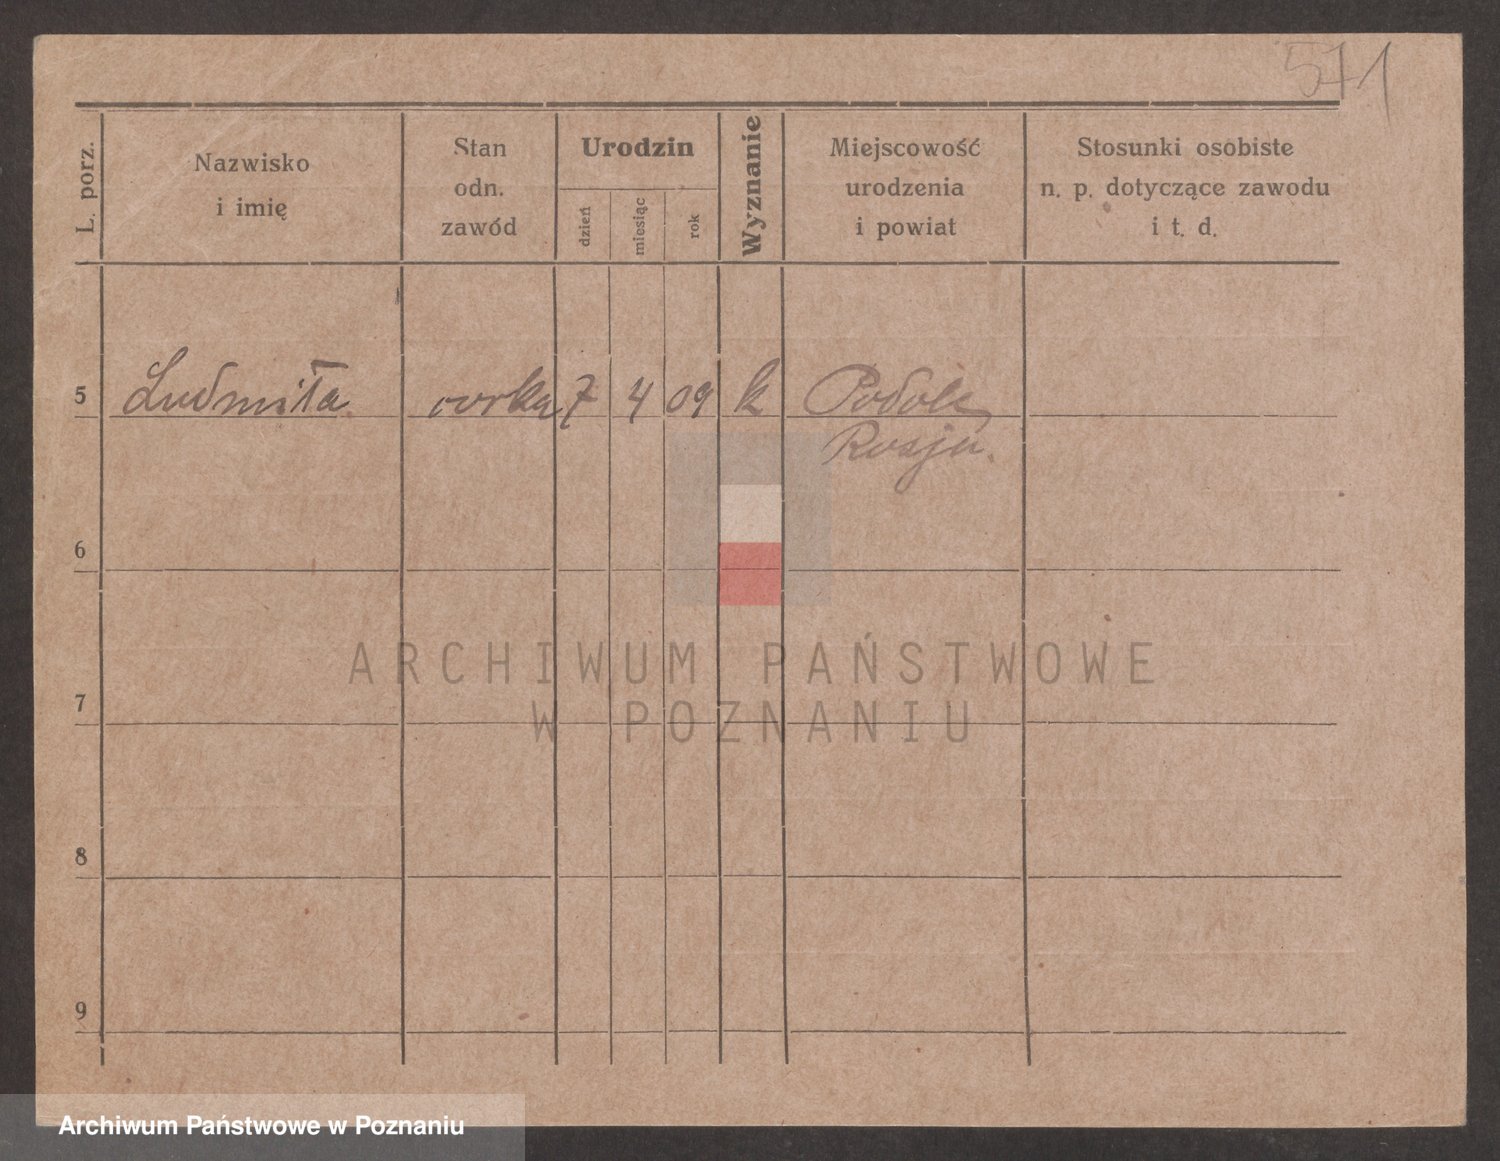 571
L. porz.
Nazwisko
i imię
Stan
odn.
zawód
Urodzin
dzień
miesiąc
rok
Wyznanie
Miejscowość
urodzenia
i powiat
Stosunki osobiste
n. p. dotyczące zawodu
i t. d.
5 Ludmiła corka 7 4 09 k Podole
Rosja.
6
ARCHIWUM PAŃSTWOWE
7
W POZNANIU
8
9
Archiwum Państwowe w Poznaniu